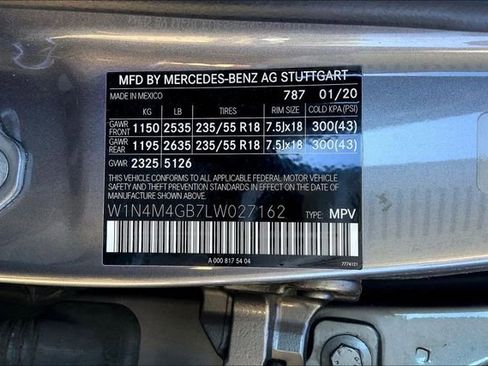 MFD BY MERCEDES-BENZ AG STUTTGART
MADE IN MEXICO 787 01/20
KG LB TIRES RIM SIZE COLD KPA (PSI)
GAWR FRONT 1150 2535 235/55 R18 7.5Jx18 300(43)
GAWR REAR 1195 2635 235/55 R18 7.5Jx18 300(43)
GVWR 2325 5126
THIS VEHICLE CONFORMS TO ALL APPLICABLE FEDERAL MOTOR VEHICLE
SAFETY BUMPER, AND THEFT PREVENTION STANDARDS IN EFFECT ON THE
DATE OF MANUFACTURE SHOWN ABOVE.
W1N4M4GB7LW027162 TYPE: MPV
A 000 817 54 04 7774121